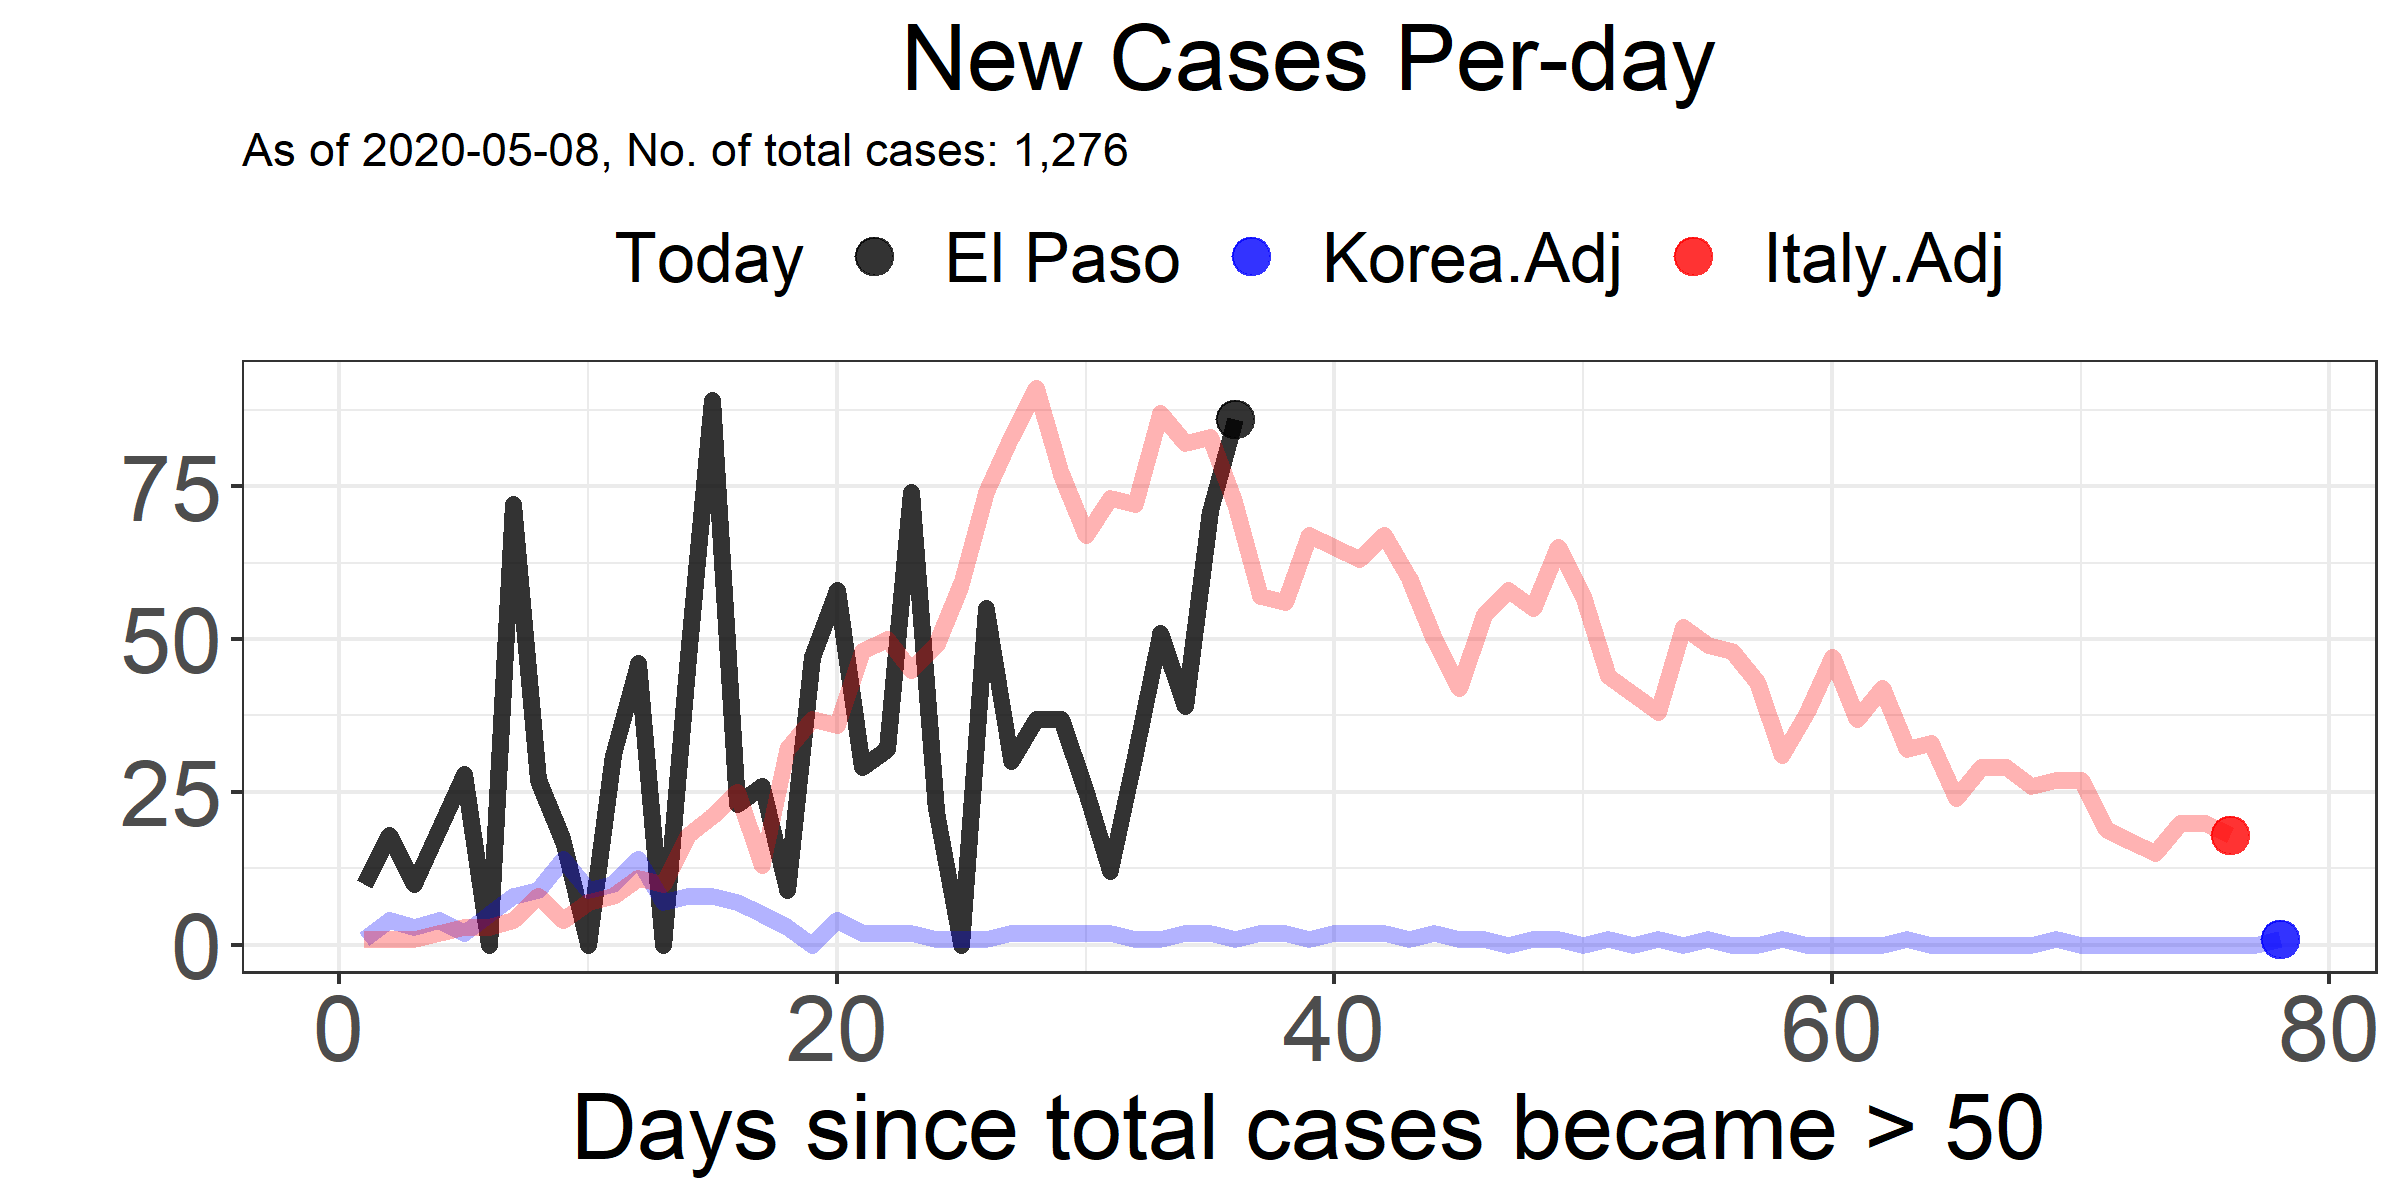 New Cases Per-day
As of 2020-05-08, No. of total cases: 1,276
Today El Paso Korea.Adj Italy.Adj
75
50
25
0
0 20 40 60 80
Days since total cases became > 50